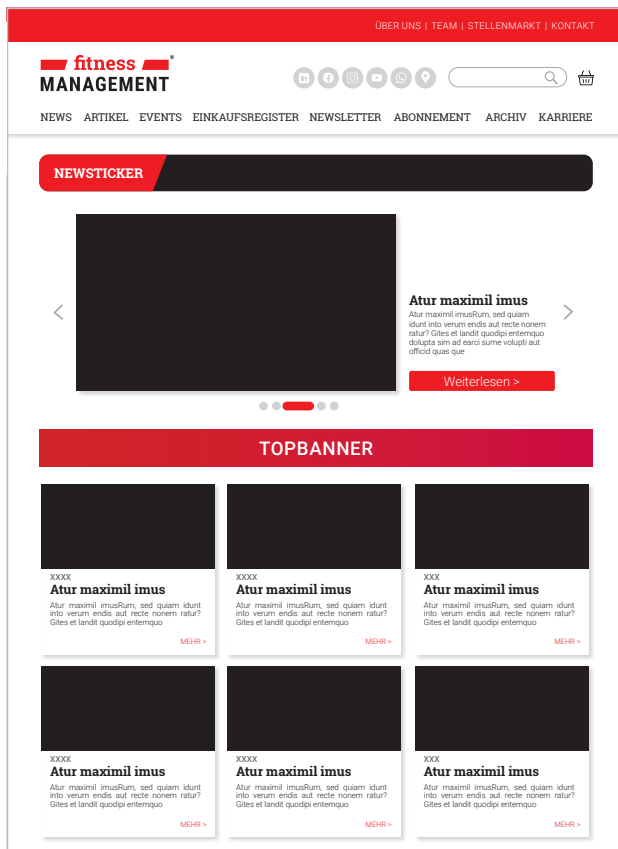 ÜBER UNS | TEAM | STELLENMARKT | KONTAKT
fitness®
MANAGEMENT
NEWS ARTIKEL EVENTS EINKAUFSREGISTER NEWSLETTER ABONNEMENT ARCHIV KARRIERE
NEWSTICKER
Atur maximil imus
Atur maximil imusRum, sed quiam
idunt into verum endis aut recte nonem
ratur? Gites et landit quodipi entemquo
dolupta sim ad earci sume volupti aut
officid quas que
Weiterlesen >
TOPBANNER
XXXX
Atur maximil imus
Atur maximil imusRum, sed quiam idunt
into verum endis aut recte nonem ratur?
Gites et landit quodipi entemquo
MEHR >
XXXX
Atur maximil imus
Atur maximil imusRum, sed quiam idunt
into verum endis aut recte nonem ratur?
Gites et landit quodipi entemquo
MEHR >
XXX
Atur maximil imus
Atur maximil imusRum, sed quiam idunt
into verum endis aut recte nonem ratur?
Gites et landit quodipi entemquo
MEHR >
XXXX
Atur maximil imus
Atur maximil imusRum, sed quiam idunt
into verum endis aut recte nonem ratur?
Gites et landit quodipi entemquo
MEHR >
XXXX
Atur maximil imus
Atur maximil imusRum, sed quiam idunt
into verum endis aut recte nonem ratur?
Gites et landit quodipi entemquo
MEHR >
XXX
Atur maximil imus
Atur maximil imusRum, sed quiam idunt
into verum endis aut recte nonem ratur?
Gites et landit quodipi entemquo
MEHR >